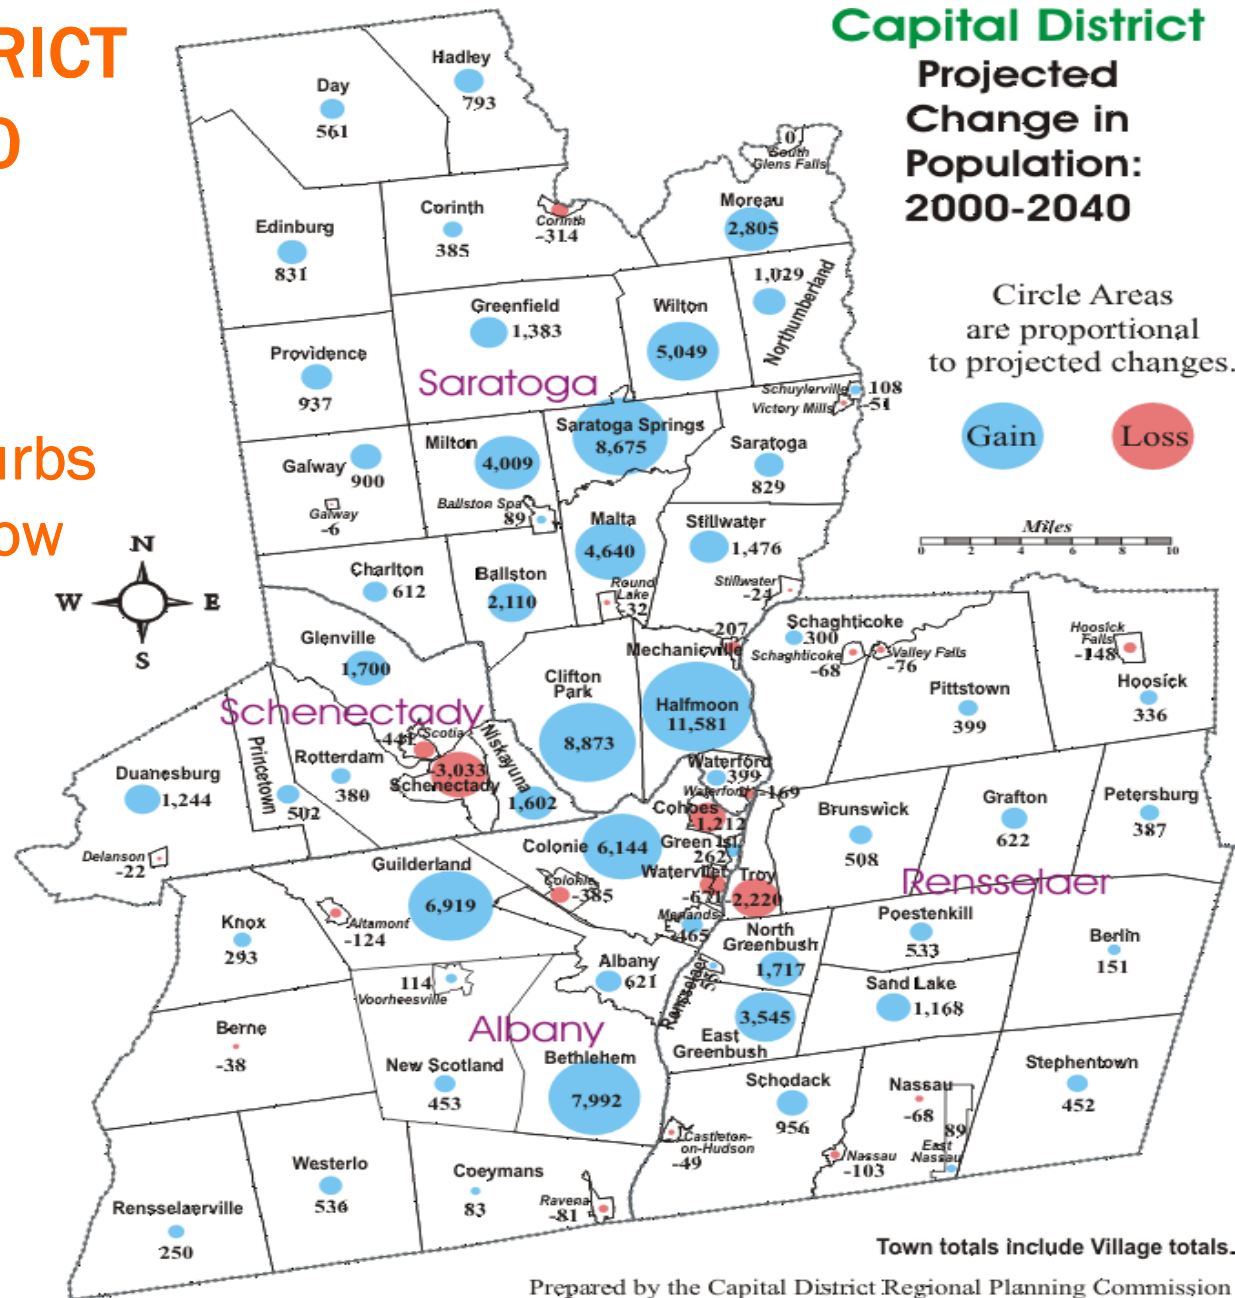 RICT
Capital District
Projected
Change in
Population:
2000-2040
Circle Areas
are proportional
to projected changes.
Gain
Loss
Miles
0 2 4 6 8 10
urbs
ow
N
W E
S
Day
561
Hadley
793
0
South
Glens Falls
Moreau
2,805
Edinburg
831
Corinth
385
Corinth
-314
1,029
Northumberland
Greenfield
1,383
Wilton
5,049
Providence
937
Saratoga
Schuylerville 108
Victory Mills -51
Saratoga Springs
8,675
Saratoga
829
Milton
4,009
Galway
900
Galway
-6
Ballston Spa
89
Malta
4,640
Stillwater
1,476
Round
Lake
-32
Stillwater
-24
Charlton
612
Ballston
2,110
Glenville
1,700
-207
Mechanicville
Schaghticoke
300
Schaghticoke
-68
Valley Falls
-76
Hoosick
Falls
-148
Hoosick
336
Pittstown
399
Clifton
Park
8,873
Halfmoon
11,581
Schenectady
Scotia
-441
-3,033
Schenectady
Niskayuna
1,602
Princetown
502
Rotterdam
380
Duanesburg
1,244
Delanson
-22
Waterford
399
Waterford -169
Cohoes
-1,212
Green Isl.
262
Watervliet
-671
Troy
-2,220
Menands
465
Colonie 6,144
Colonie
-385
Guilderland
6,919
Brunswick
508
Grafton
622
Petersburg
387
Rensselaer
Knox
293
Altamont
-124
114
Voorheesville
Albany
621
North
Greenbush
1,717
Rensselaer
Poestenkill
533
Berlin
151
Sand Lake
1,168
3,545
East
Greenbush
Berne
-38
Albany
New Scotland
453
Bethlehem
7,992
Schodack
956
Nassau
-68
89
East
Nassau
Nassau
-103
Stephentown
452
Castleton-
on-Hudson
-49
Westerlo
536
Coeymans
83
Ravena
-81
Rensselaerville
250
Town totals include Village totals.
Prepared by the Capital District Regional Planning Commission